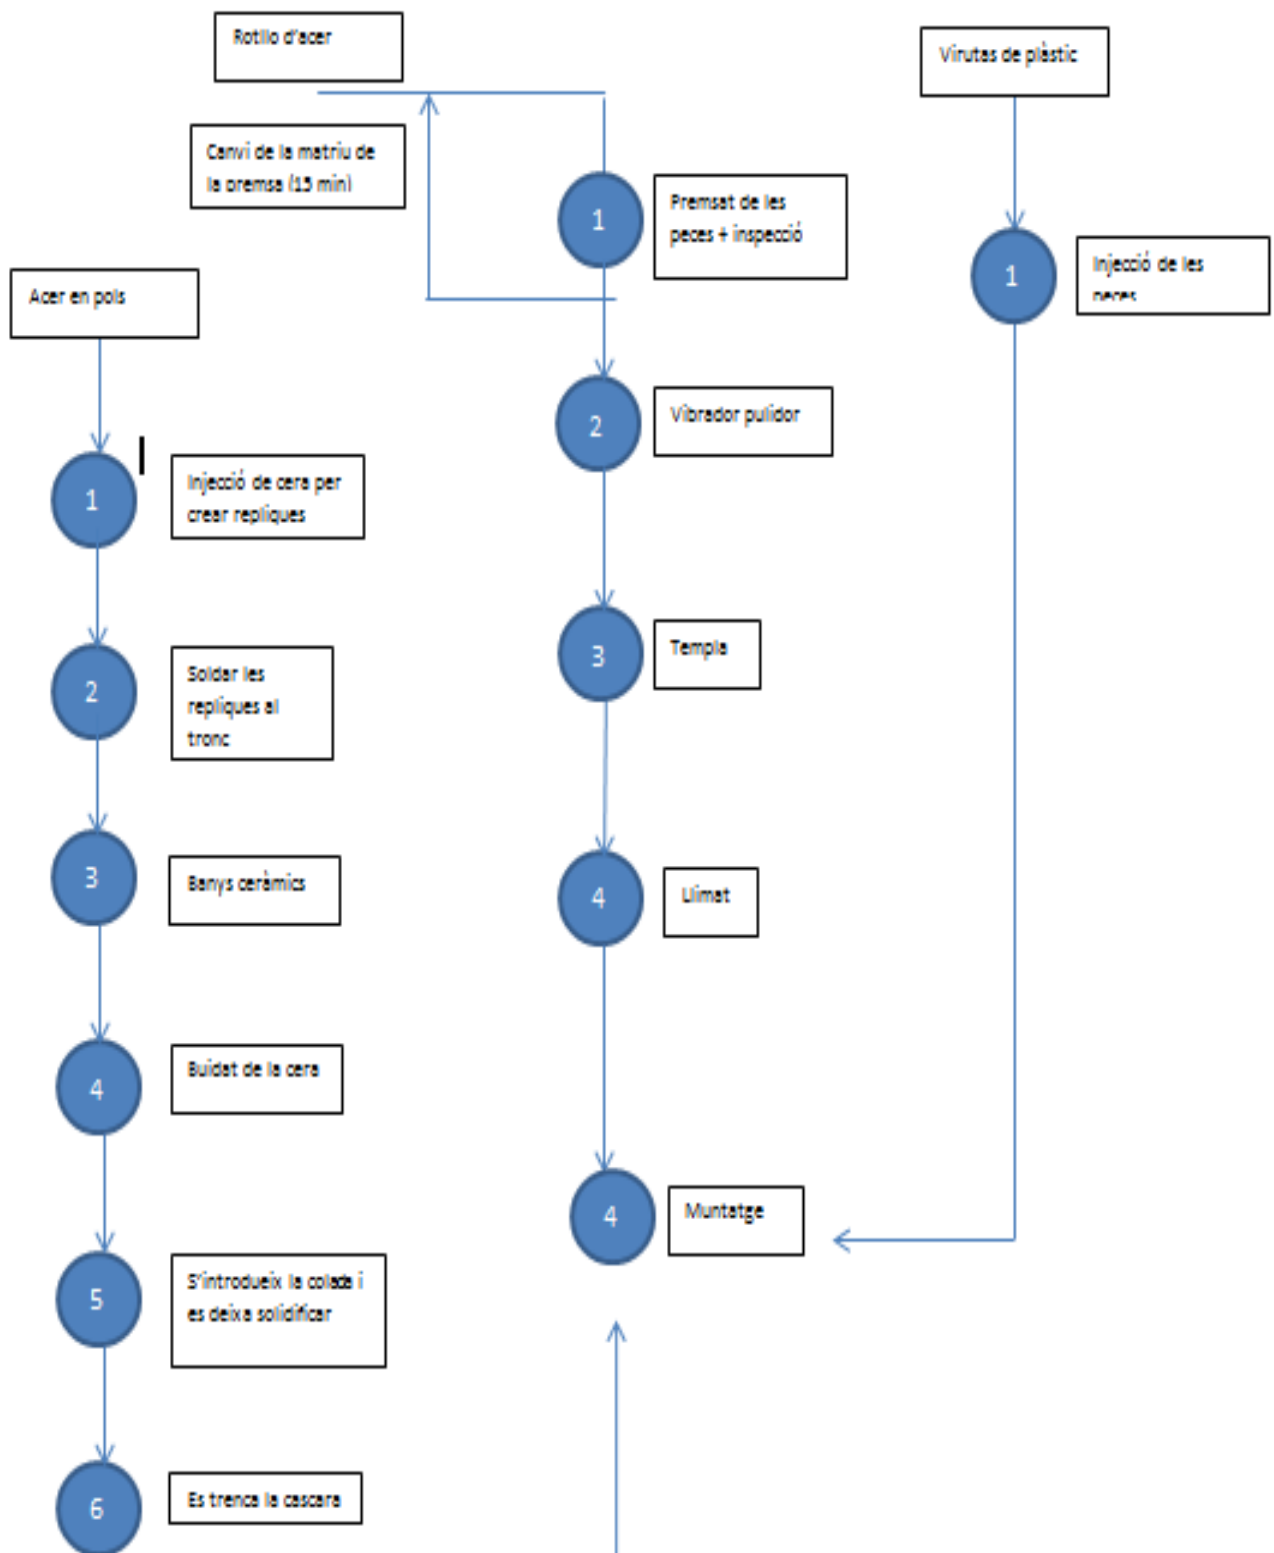 Rotllo d'acer
Virutas de plàstic
Canvi de la matriu de
la premsa (15 min)
1
Premsat de les
peces + inspecció
1
Injecció de les
peces
Acer en pols
2
Vibrador pulidor
1
Injecció de cera per
crear repliques
3
Templa
2
Soldar les
repliques al
tronc
3
Banys ceràmics
4
Llimat
4
Buidat de la cera
4
Muntatge
5
S'introdueix la colada i
es deixa solidificar
6
Es trenca la cascara